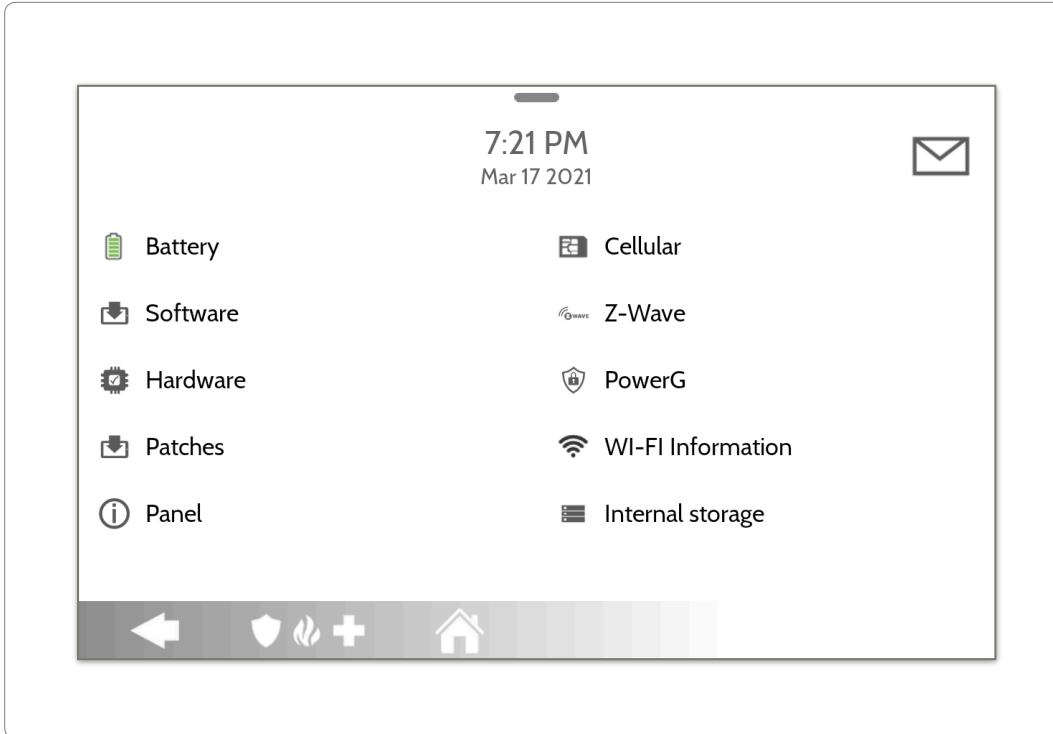 7:21 PM
Mar 17 2021
Battery
Cellular
Software
Z WAVE Z-Wave
Hardware
PowerG
Patches
WI-FI Information
Panel
Internal storage